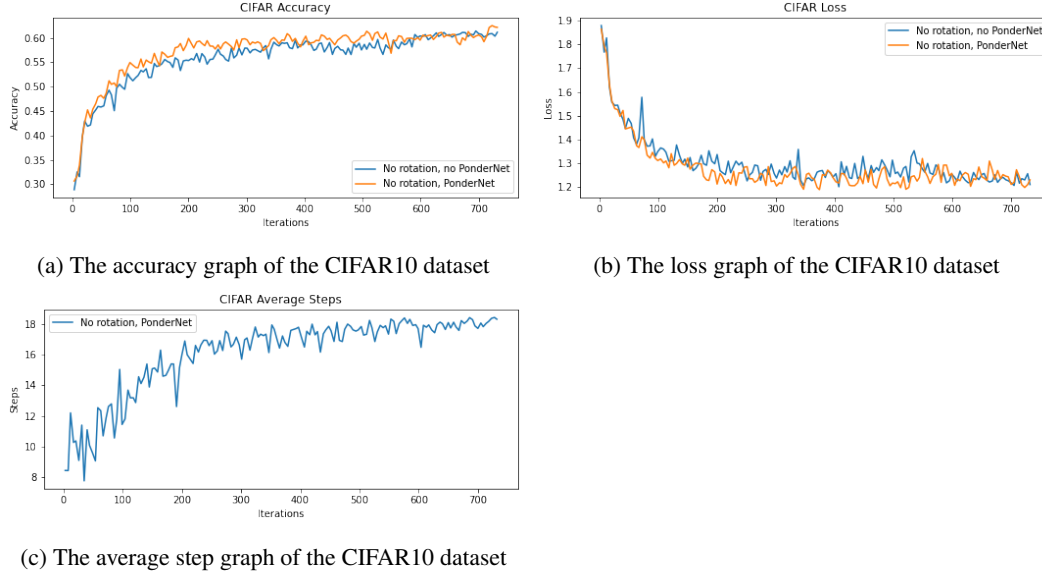 CIFAR Accuracy
0.60
0.55
0.50
0.45
0.40
0.35
0.30
Accuracy
No rotation, no PonderNet
No rotation, PonderNet
0 100 200 300 400 500 600 700
Iterations
(a) The accuracy graph of the CIFAR10 dataset
CIFAR Loss
1.9
1.8
1.7
1.6
1.5
1.4
1.3
1.2
Loss
No rotation, no PonderNet
No rotation, PonderNet
0 100 200 300 400 500 600 700
Iterations
(b) The loss graph of the CIFAR10 dataset
CIFAR Average Steps
18
16
14
12
10
8
Steps
No rotation, PonderNet
0 100 200 300 400 500 600 700
Iterations
(c) The average step graph of the CIFAR10 dataset